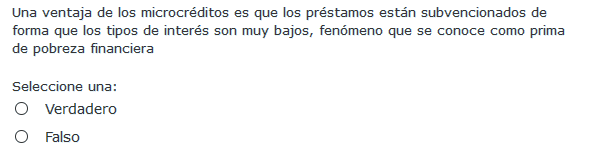 Una ventaja de los microcréditos es que los préstamos están subvencionados de
forma que los tipos de interés son muy bajos, fenómeno que se conoce como prima
de pobreza financiera
Seleccione una:
Verdadero
Falso